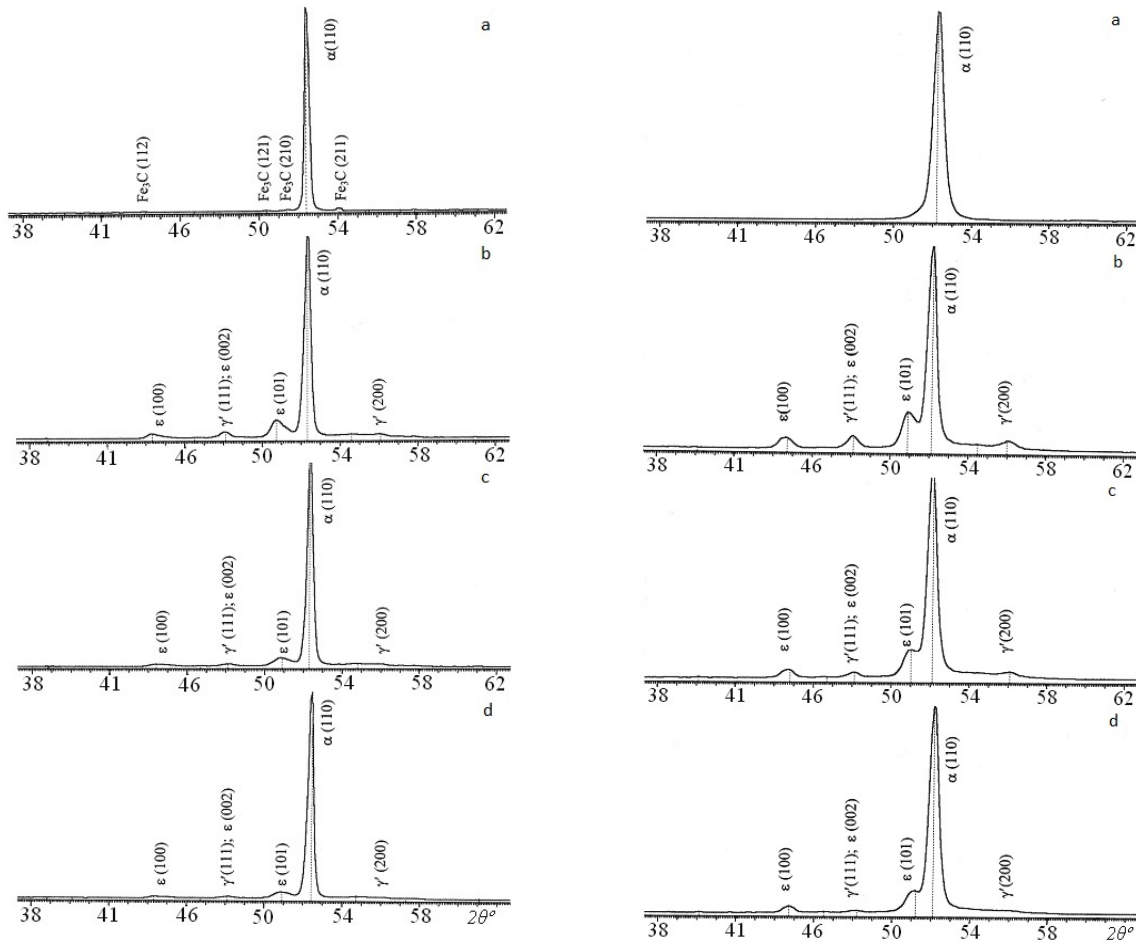 a
α(110)
Fe₃C (112)
Fe₃C (121)
Fe₃C (210)
Fe₃C (211)
38 41 46 50 54 58 62
b
α (110)
ε (100)
γ' (111); ε (002)
ε (101)
γ' (200)
38 41 46 50 54 58 62
c
α (110)
ε (100)
γ' (111); ε (002)
ε (101)
γ' (200)
38 41 46 50 54 58 62
d
α (110)
ε (100)
γ'(111); ε (002)
ε (101)
γ' (200)
38 41 46 50 54 58 2θº
a
α (110)
38 41 46 50 54 58 62
b
α (110)
ε(100)
γ'(111); ε (002)
ε (101)
γ'(200)
38 41 46 50 54 58 62
c
α (110)
ε (100)
γ'(111); ε (002)
ε (101)
γ'(200)
38 41 46 50 54 58 62
d
α (110)
ε (100)
γ'(111); ε (002)
ε (101)
γ'(200)
38 41 46 50 54 58 2θº